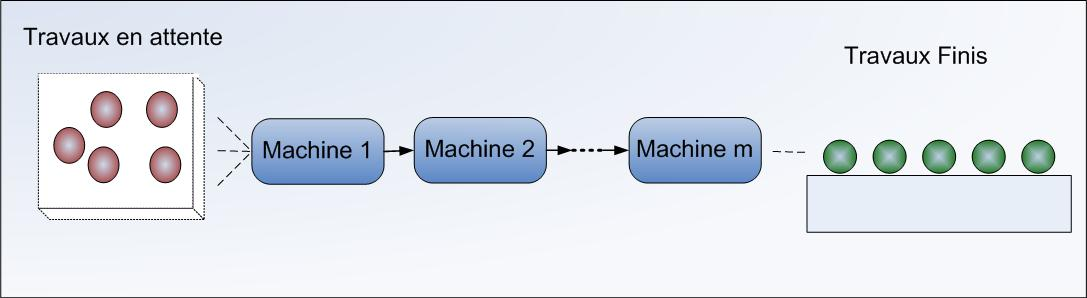 Travaux en attente
Travaux Finis
Machine 1
Machine 2
Machine m